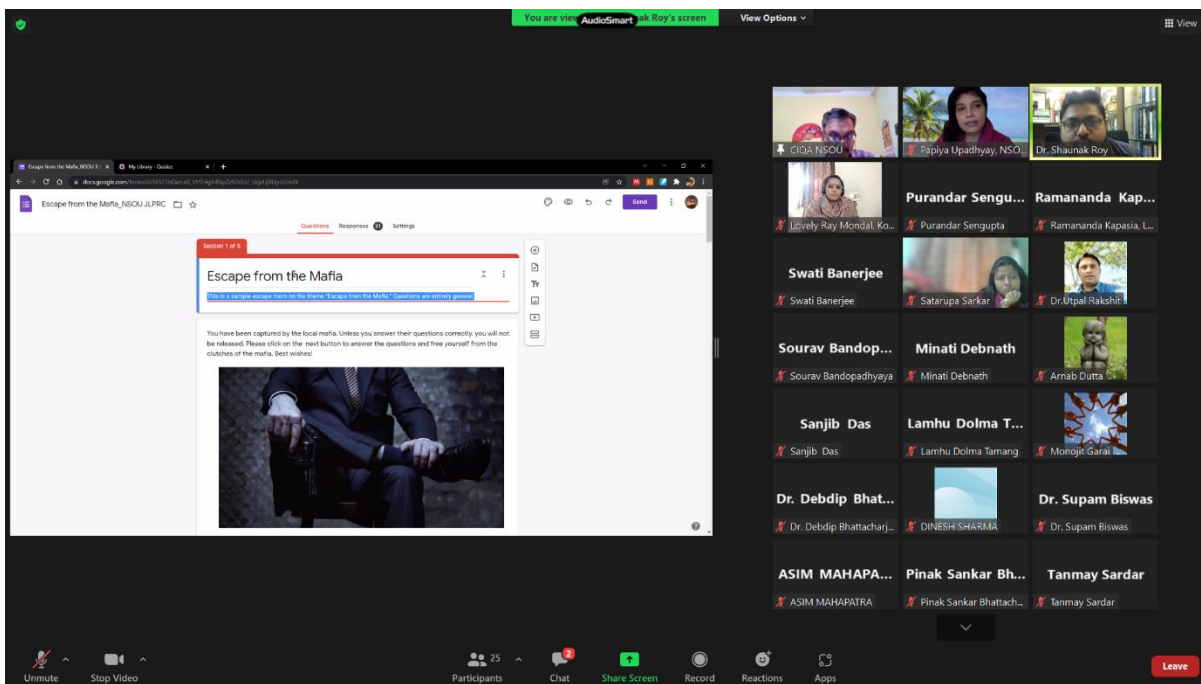 You are view
AudioSmart
ak Roy's screen
View Options
View
Escape from the Mafia_NSOU JL
My Library - Quizizz
Escape from the Mafia_NSOU JLPRC
Send
Questions Responses 21 Settings
Section 1 of 5
Escape from the Mafia
This is a sample escape room on the theme "Escape from the Mafia." Questions are entirely general.
Tт
You have been captured by the local mafia. Unless you answer their questions correctly, you will not
be released. Please click on the next button to answer the questions and free yourself from the
clutches of the mafia. Best wishes!
CIQA NSOU
Papiya Upadhyay, NSO...
Dr. Shaunak Roy
Lovely Ray Mondal, Ko...
Purandar Sengu...
Purandar Sengupta
Ramananda Kap...
Ramananda Kapasia, L...
Swati Banerjee
Swati Banerjee
Satarupa Sarkar
Dr.Utpal Rakshit
Sourav Bandop...
Sourav Bandopadhyaya
Minati Debnath
Minati Debnath
Arnab Dutta
Sanjib Das
Sanjib Das
Lamhu Dolma T...
Lamhu Dolma Tamang
Monojit Garai
Dr. Debdip Bhat...
Dr. Debdip Bhattacharj...
DINESH SHARMA
Dr. Supam Biswas
Dr. Supam Biswas
ASIM MAHAPA...
ASIM MAHAPATRA
Pinak Sankar Bh...
Pinak Sankar Bhattach...
Tanmay Sardar
Tanmay Sardar
Unmute
Stop Video
25
Participants
2
Chat
Share Screen
Record
Reactions
Apps
Leave